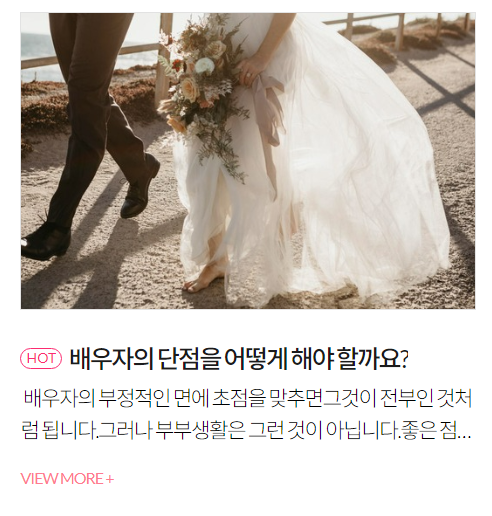 HOT 배우자의 단점을 어떻게 해야 할까요?
배우자의 부정적인 면에 초점을 맞추면그것이 전부인 것처
럼 됩니다.그러나 부부생활은 그런 것이 아닙니다.좋은 점...
VIEW MORE +